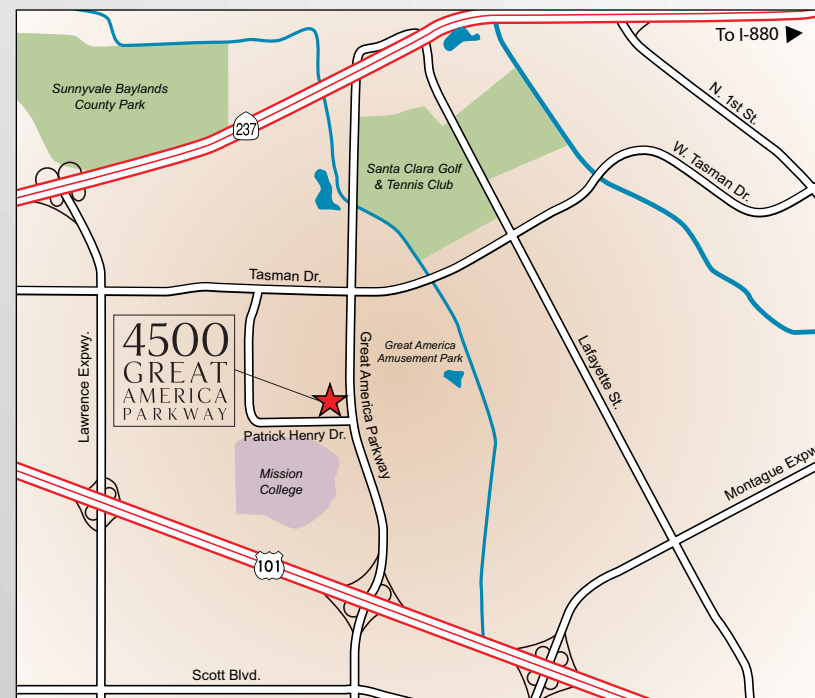 To I-880
Sunnyvale Baylands
County Park
N. 1st St.
237
W. Tasman Dr.
Santa Clara Golf
& Tennis Club
Tasman Dr.
4500
GREAT
AMERICA
PARKWAY
Lawrence Expwy.
Great America Parkway
Great America
Amusement Park
Lafayette St.
Patrick Henry Dr.
Mission
College
Montague Expw
101
Scott Blvd.